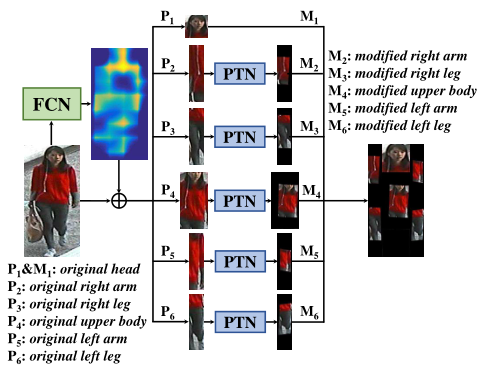 P1 M1
P2 PTN M2
P3 PTN M3
P4 PTN M4
P5 PTN M5
P6 PTN M6
FCN
M2: modified right arm
M3: modified right leg
M4: modified upper body
M5: modified left arm
M6: modified left leg
P1&M1: original head
P2: original right arm
P3: original right leg
P4: original upper body
P5: original left arm
P6: original left leg